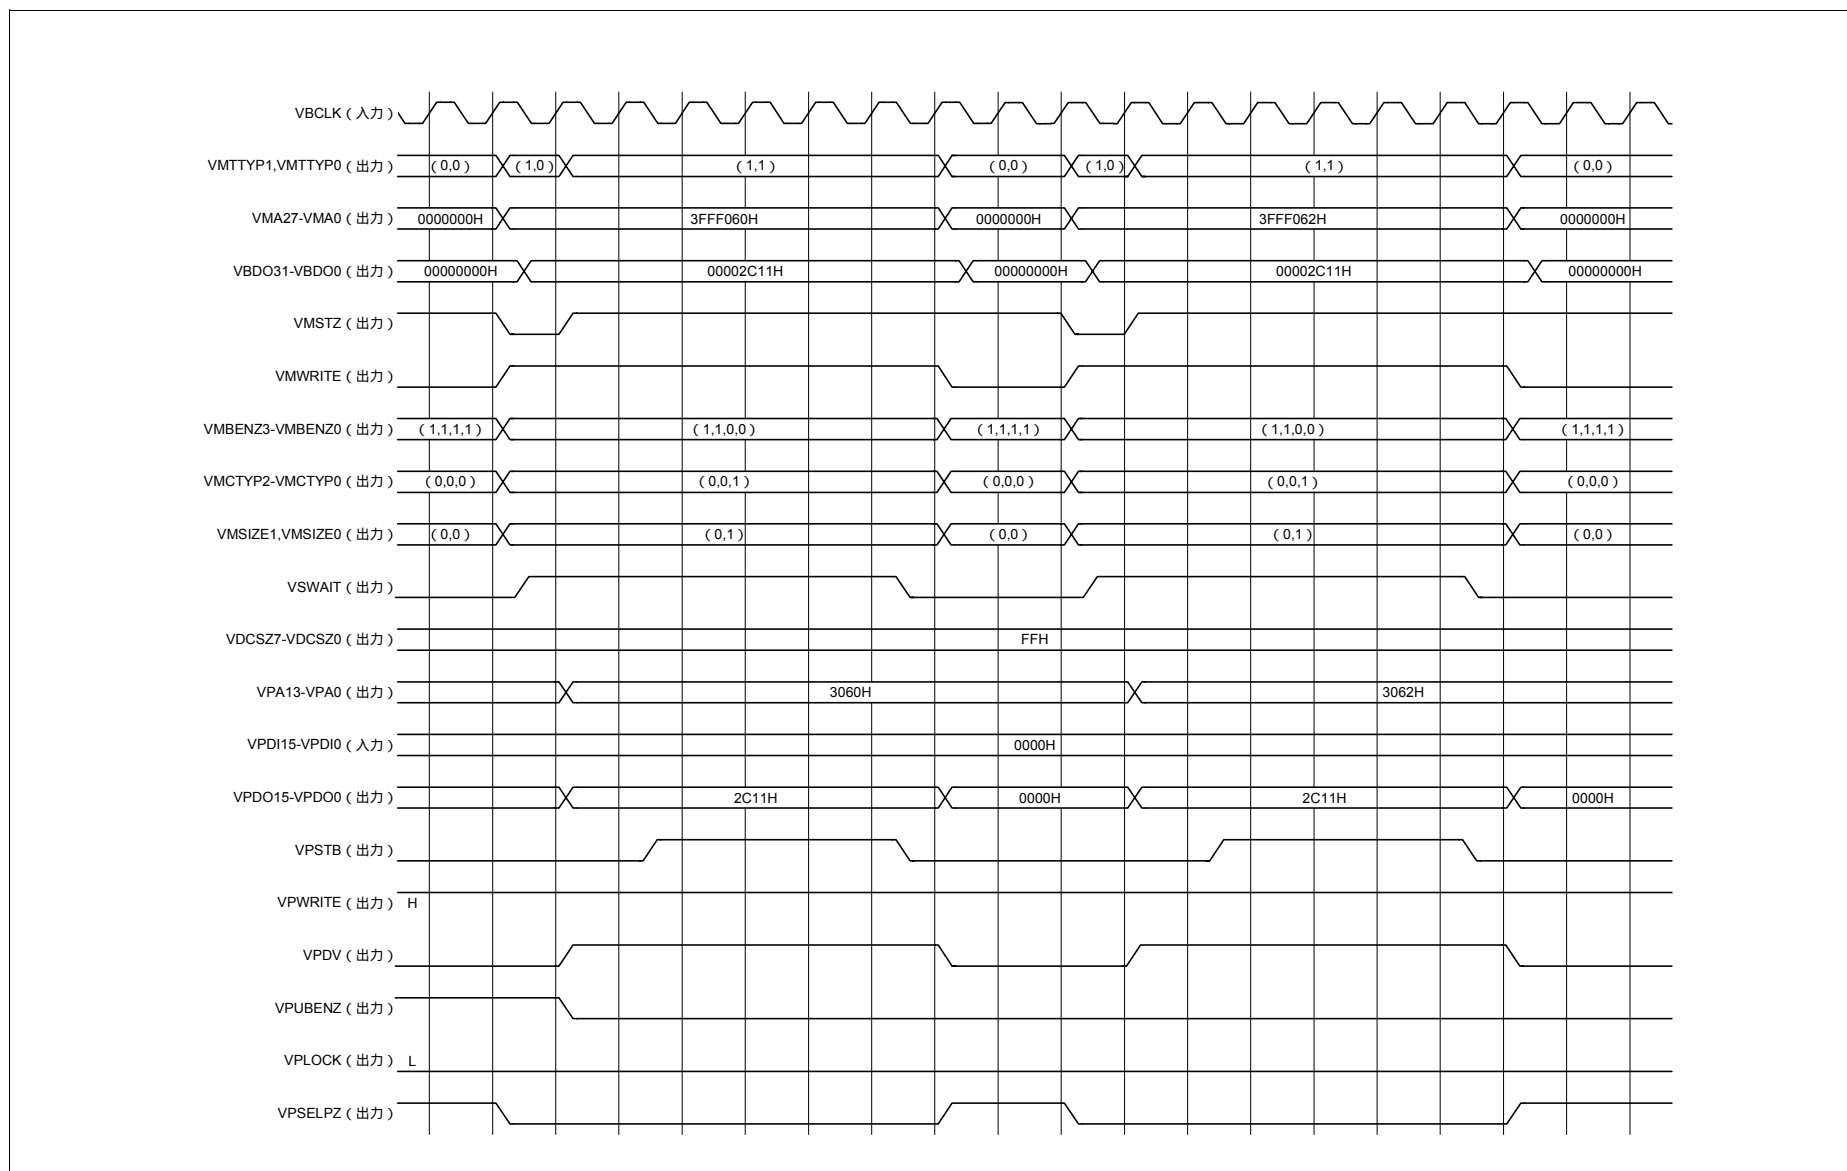 VBCLK（入力）
VMTTYP1,VMTTYP0（出力） （0,0） （1,0） （1,1） （0,0） （1,0） （1,1） （0,0）
VMA27-VMA0（出力） 0000000H 3FFF060H 0000000H 3FFF062H 0000000H
VBDO31-VBDO0（出力） 00000000H 00002C11H 00000000H 00002C11H 00000000H
VMSTZ（出力）
VMWRITE（出力）
VMBENZ3-VMBENZ0（出力） （1,1,1,1） （1,1,0,0） （1,1,1,1） （1,1,0,0） （1,1,1,1）
VMCTYP2-VMCTYP0（出力） （0,0,0） （0,0,1） （0,0,0） （0,0,1） （0,0,0）
VMSIZE1,VMSIZE0（出力） （0,0） （0,1） （0,0） （0,1） （0,0）
VSWAIT（出力）
VDCSZ7-VDCSZ0（出力） FFH
VPA13-VPA0（出力） 3060H 3062H
VPDI15-VPDI0（入力） 0000H
VPDO15-VPDO0（出力） 2C11H 0000H 2C11H 0000H
VPSTB（出力）
VPWRITE（出力） H
VPDV（出力）
VPUBENZ（出力）
VPLOCK（出力） L
VPSELPZ（出力）